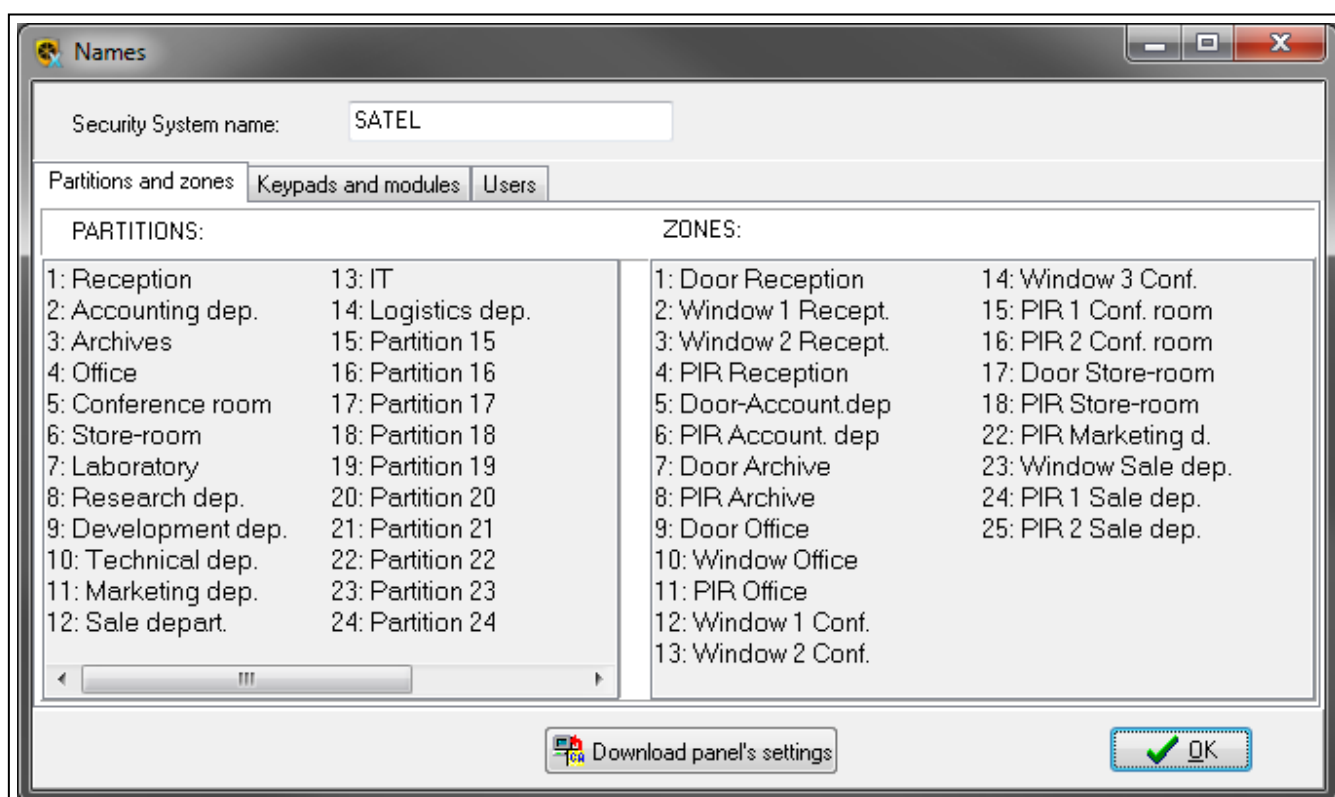 Names
Security System name: SATEL
Partitions and zones Keypads and modules Users
PARTITIONS:
1: Reception
2: Accounting dep.
3: Archives
4: Office
5: Conference room
6: Store-room
7: Laboratory
8: Research dep.
9: Development dep.
10: Technical dep.
11: Marketing dep.
12: Sale depart.
13: IT
14: Logistics dep.
15: Partition 15
16: Partition 16
17: Partition 17
18: Partition 18
19: Partition 19
20: Partition 20
21: Partition 21
22: Partition 22
23: Partition 23
24: Partition 24
ZONES:
1: Door Reception
2: Window 1 Recept.
3: Window 2 Recept.
4: PIR Reception
5: Door-Account.dep
6: PIR Account. dep
7: Door Archive
8: PIR Archive
9: Door Office
10: Window Office
11: PIR Office
12: Window 1 Conf.
13: Window 2 Conf.
14: Window 3 Conf.
15: PIR 1 Conf. room
16: PIR 2 Conf. room
17: Door Store-room
18: PIR Store-room
22: PIR Marketing d.
23: Window Sale dep.
24: PIR 1 Sale dep.
25: PIR 2 Sale dep.
Download panel's settings
OK